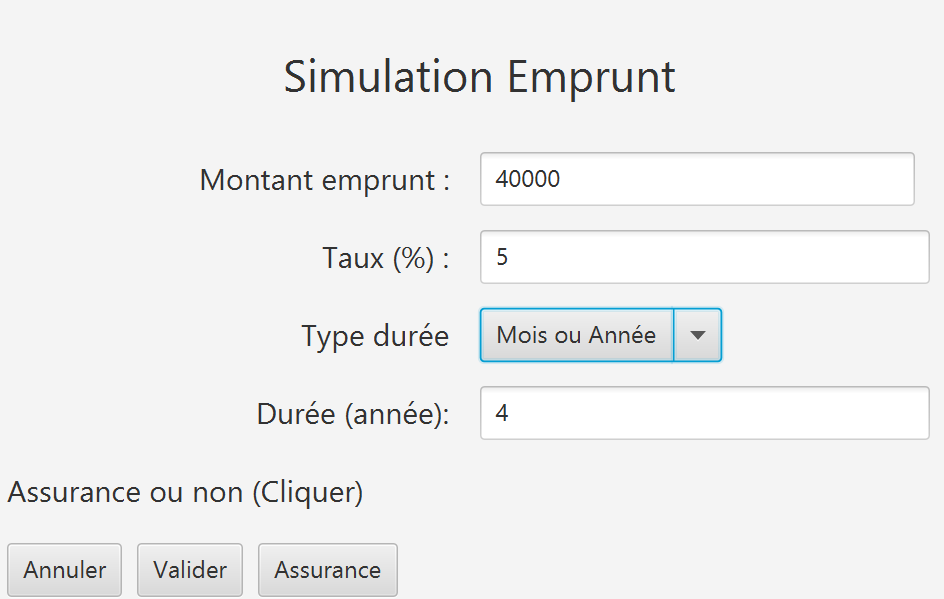 Simulation Emprunt
Montant emprunt : 40000
Taux (%) : 5
Type durée Mois ou Année
Durée (année): 4
Assurance ou non (Cliquer)
Annuler Valider Assurance